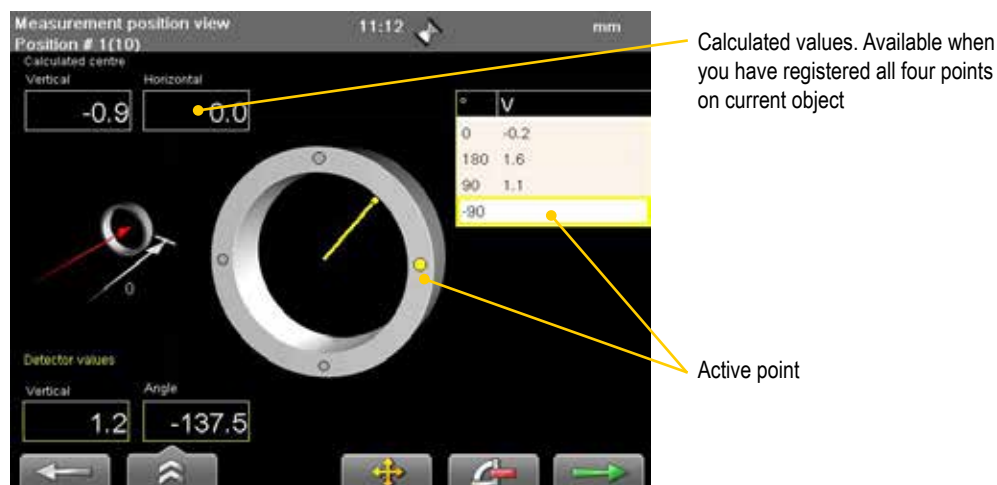 Measurement position view 11:12 mm
Position # 1(10)
Calculated centre
Vertical Horizontal
-0.9 0.0
° V
0 -0.2
180 1.6
90 1.1
-90
0
Detector values
Vertical Angle
1.2 -137.5
Calculated values. Available when
you have registered all four points
on current object
Active point